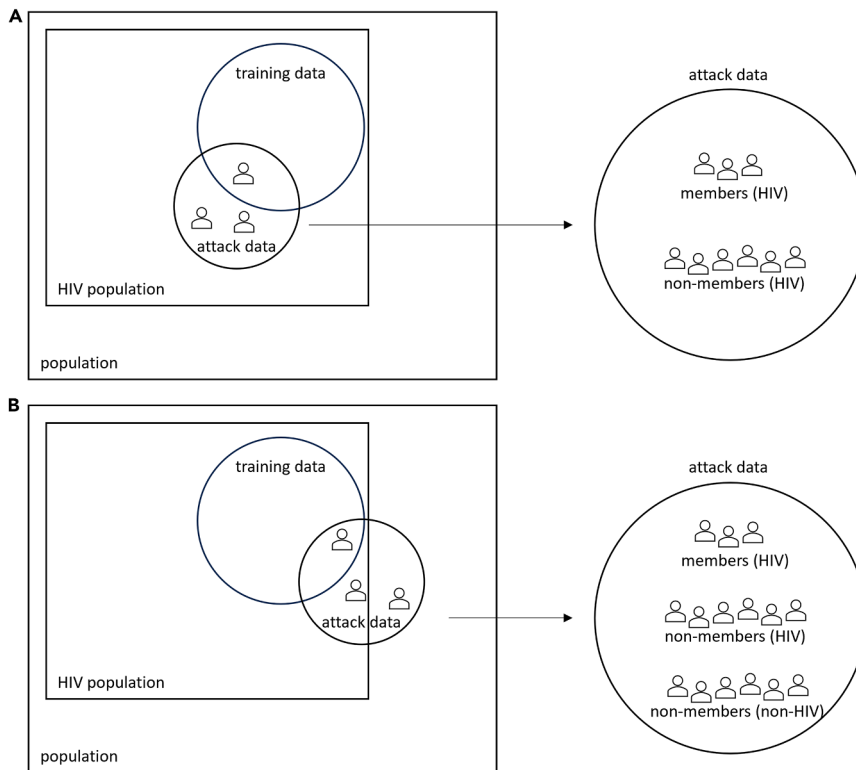 A
training data
attack data
HIV population
population
attack data
members (HIV)
non-members (HIV)
B
training data
attack data
HIV population
population
attack data
members (HIV)
non-members (HIV)
non-members (non-HIV)